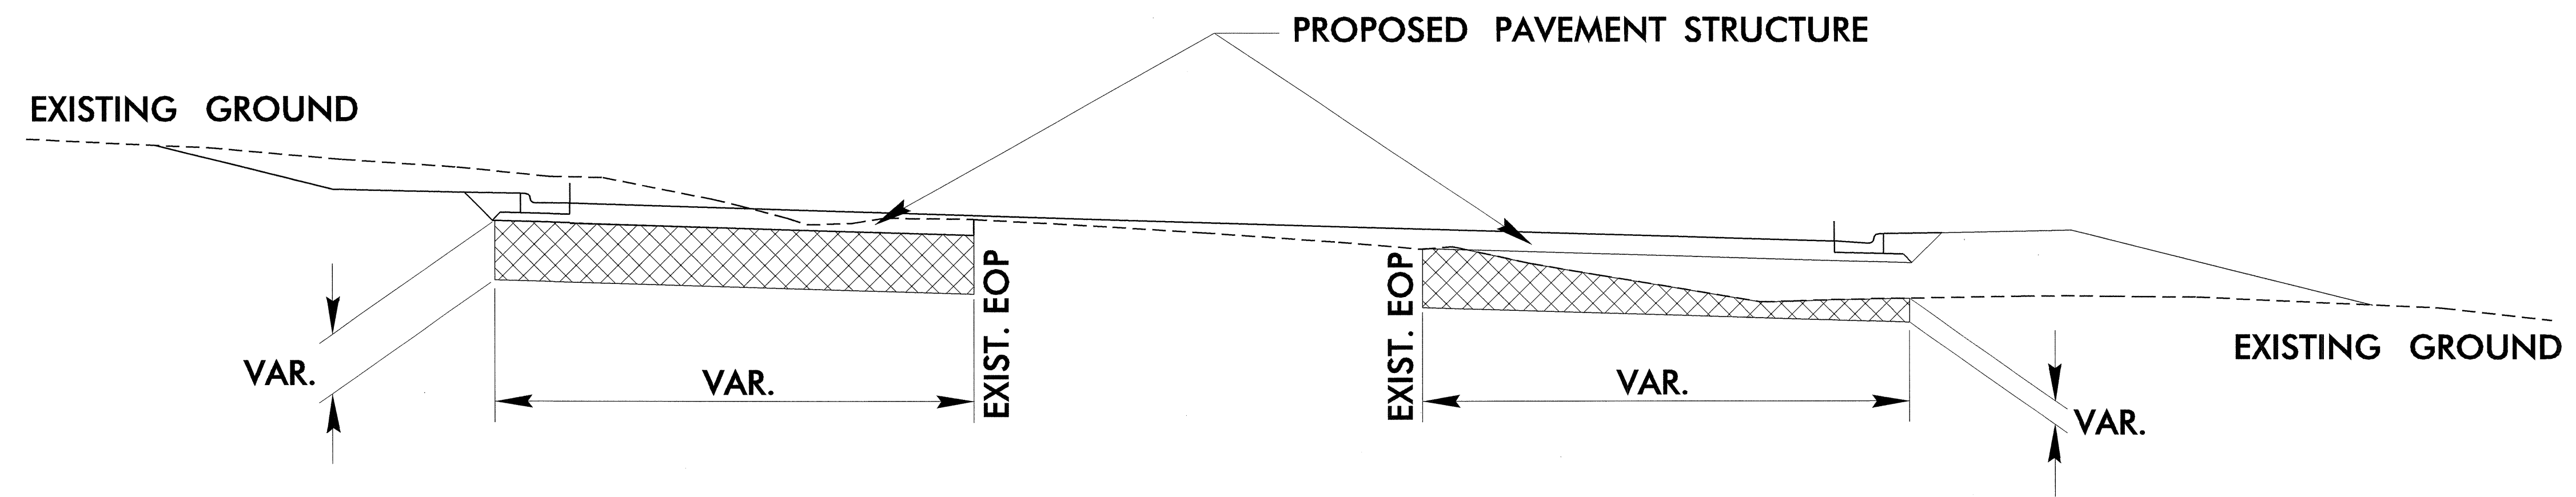 PROPOSED PAVEMENT STRUCTURE
EXISTING GROUND
EXIST. EOP
EXIST. EOP
EXISTING GROUND
VAR.
VAR.
VAR.
VAR.